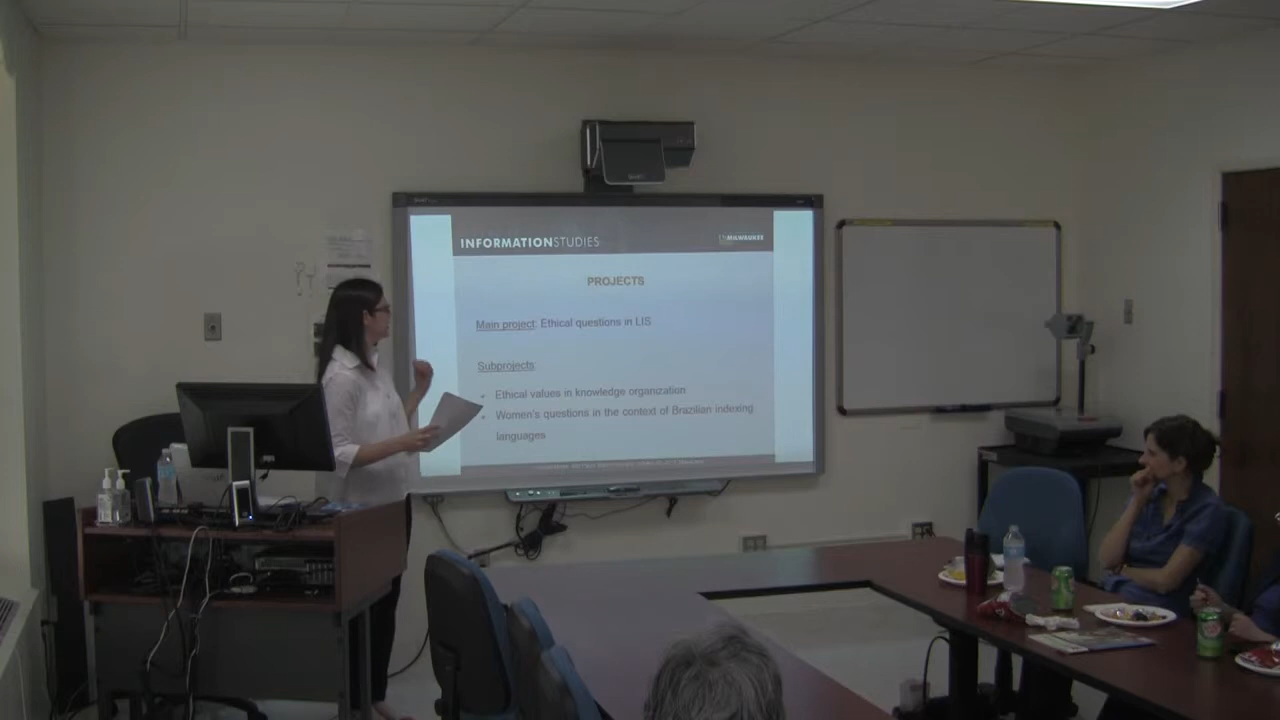 INFORMATIONSTUDIES
MILWAUKEE
PROJECTS
Main project: Ethical questions in LIS
Subprojects:
Ethical values in knowledge organization
Women's questions in the context of Brazilian indexing
languages